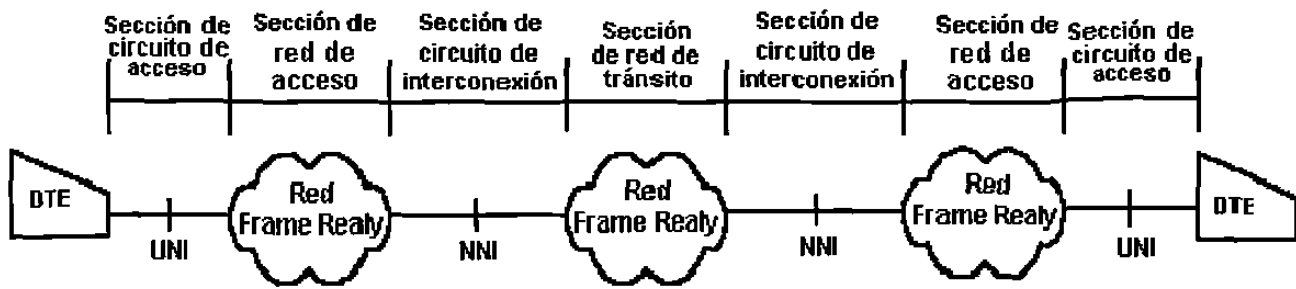 Sección de
circuito de
acceso
Sección de
red de
acceso
Sección de
circuito de
interconexión
Sección
de red de
tránsito
Sección de
circuito de
interconexión
Sección de
red de
acceso
Sección de
circuito de
acceso
DTE
UNI
Red
Frame Realy
NNI
Red
Frame Realy
NNI
Red
Frame Realy
UNI
DTE